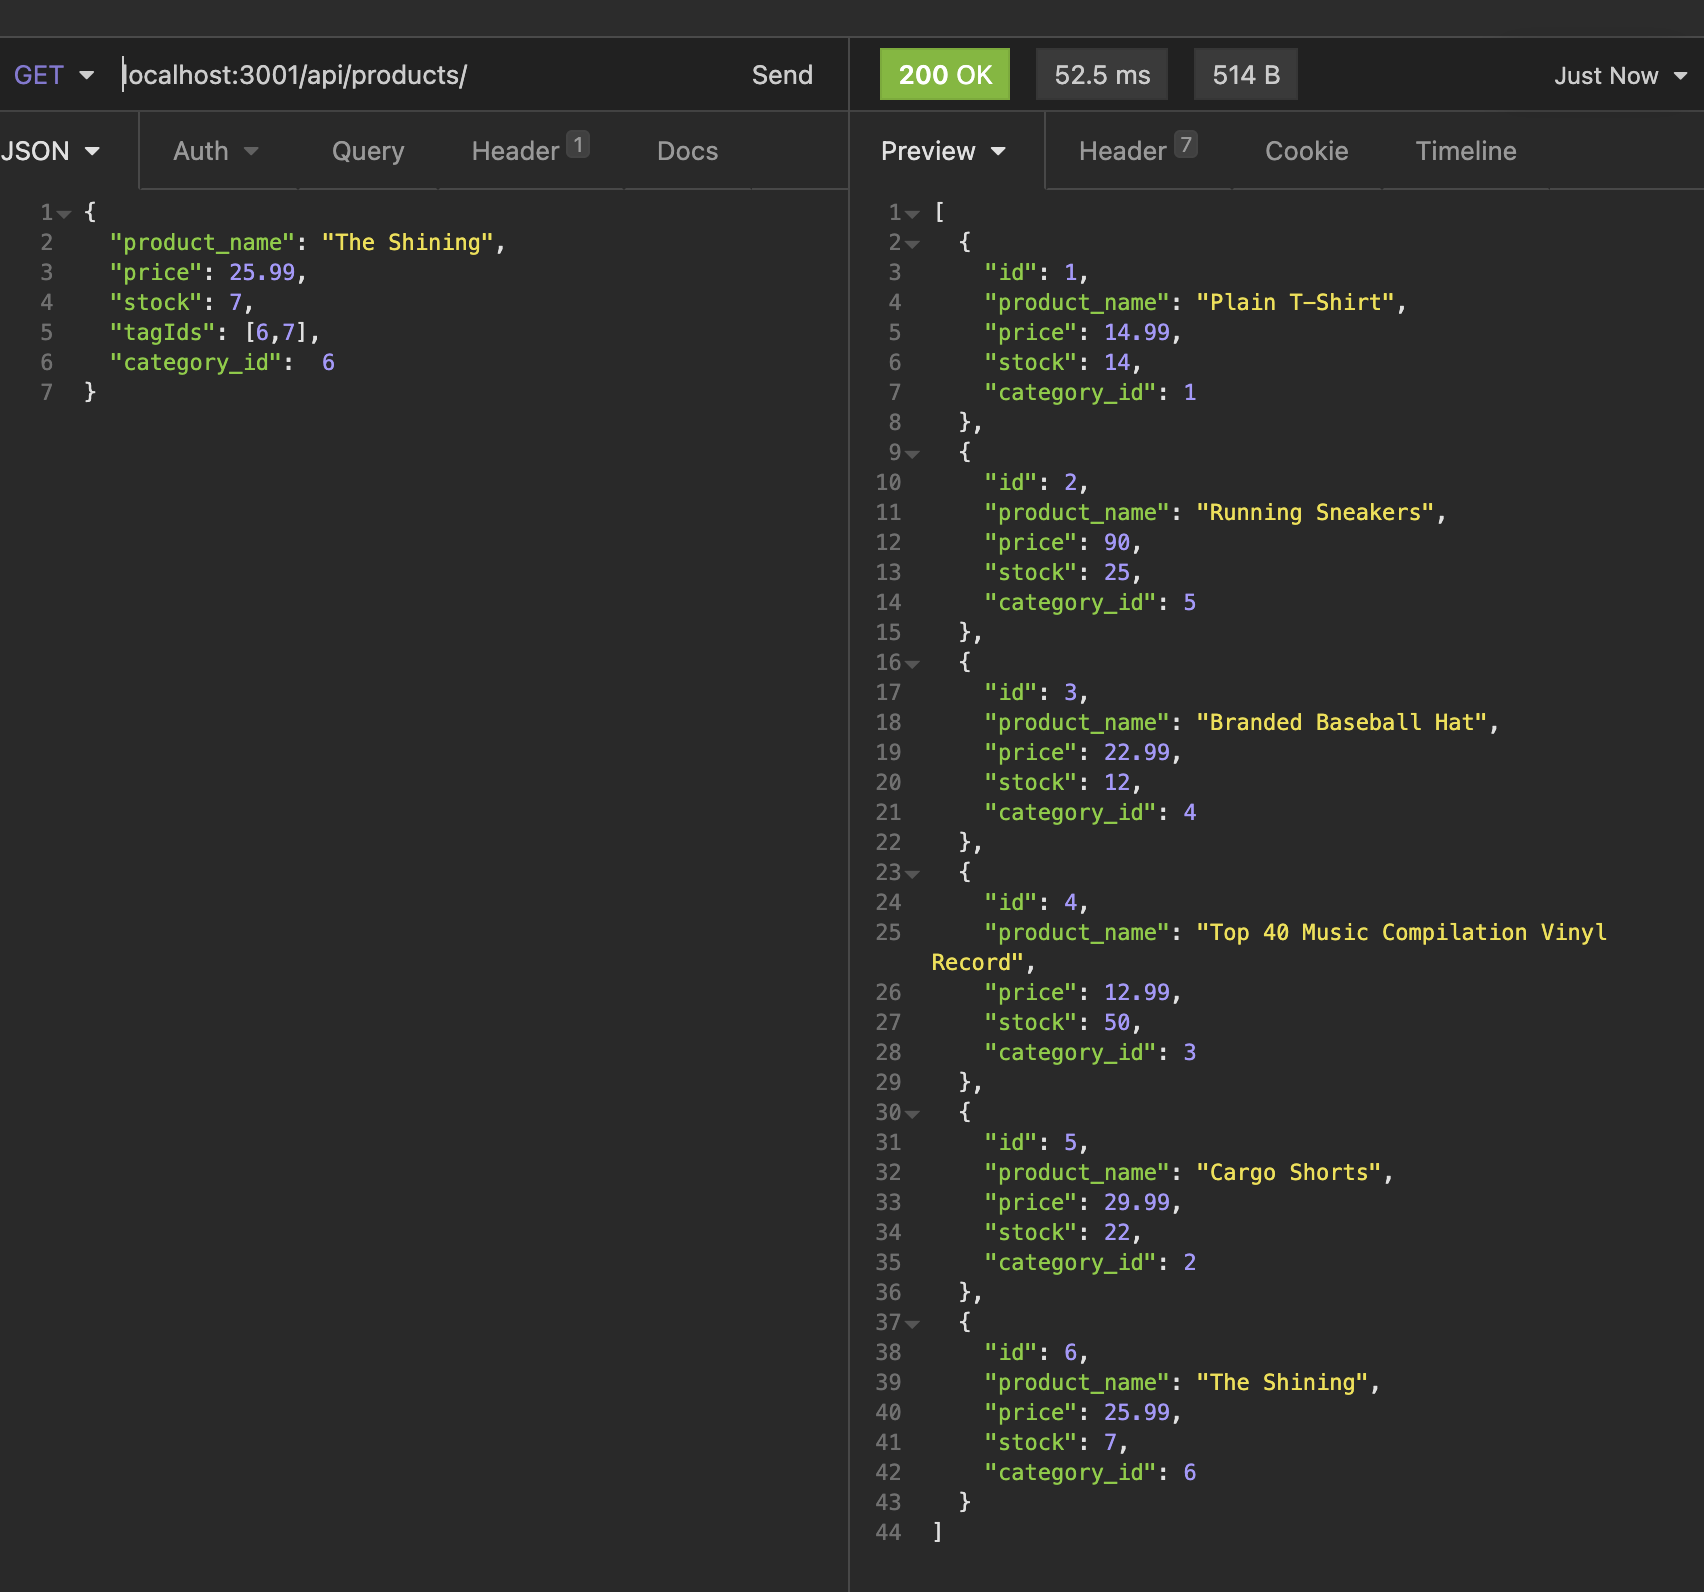 GET localhost:3001/api/products/ Send
200 OK 52.5 ms 514 B Just Now
JSON Auth Query Header 1 Docs
1 {
2 "product_name": "The Shining",
3 "price": 25.99,
4 "stock": 7,
5 "tagIds": [6,7],
6 "category_id":  6
7 }
Preview Header 7 Cookie Timeline
1 [
2 {
3 "id": 1,
4 "product_name": "Plain T-Shirt",
5 "price": 14.99,
6 "stock": 14,
7 "category_id": 1
8 },
9 {
10 "id": 2,
11 "product_name": "Running Sneakers",
12 "price": 90,
13 "stock": 25,
14 "category_id": 5
15 },
16 {
17 "id": 3,
18 "product_name": "Branded Baseball Hat",
19 "price": 22.99,
20 "stock": 12,
21 "category_id": 4
22 },
23 {
24 "id": 4,
25 "product_name": "Top 40 Music Compilation Vinyl
Record",
26 "price": 12.99,
27 "stock": 50,
28 "category_id": 3
29 },
30 {
31 "id": 5,
32 "product_name": "Cargo Shorts",
33 "price": 29.99,
34 "stock": 22,
35 "category_id": 2
36 },
37 {
38 "id": 6,
39 "product_name": "The Shining",
40 "price": 25.99,
41 "stock": 7,
42 "category_id": 6
43 }
44 ]